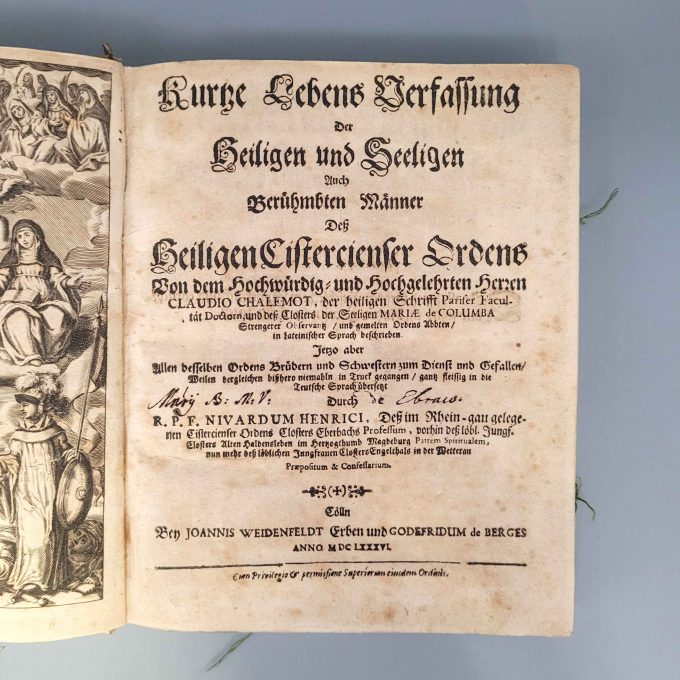 Kurtze Lebens Verfassung
Der
Heiligen und Seeligen
Auch
Berühmbten Männer
Deß
Heiligen Cistercienser Ordens
Von dem Hochwürdig- und Hochgelehrten Herren
CLAUDIO CHALEMOT, der heiligen Schrifft Pariser Facul-
tät Doctorn, und deß Closters der Seeligen MARIÆ de COLUMBA
Strengerer Observantz / und gemelten Ordens Abbten /
in Lateinischer Sprach beschrieben.
Jetzo aber
Allen desselben Ordens Brüdern und Schwestern zum Dienst und Gefallen /
Weilen dergleichen bißhero niemahln in Truck gegangen / gantz fleissig in die
Teutsche Sprach übersetzt
B: M. V: Durch de
R. P. F. NIVARDUM HENRICI, Deß im Rhein-gau gelege-
nen Cistercienser Ordens Closters Eberbachs Professum, vorhin deß löbl. Jungf.
Closters Alten Haldensleben im Hertzogthumb Magdeburg Patrem Spiritualem,
nun mehr deß löblichen Jungfrauen Closters Engelthals in der Wetterau
Præpositum & Confessarium.
Cölln
Bey JOANNIS WEIDENFELDT Erben und GODEFRIDUM de BERGES
ANNO. M DC LXXXVI.
Cum Privilegio & permissione Superiorum eiusdem Ordinis.